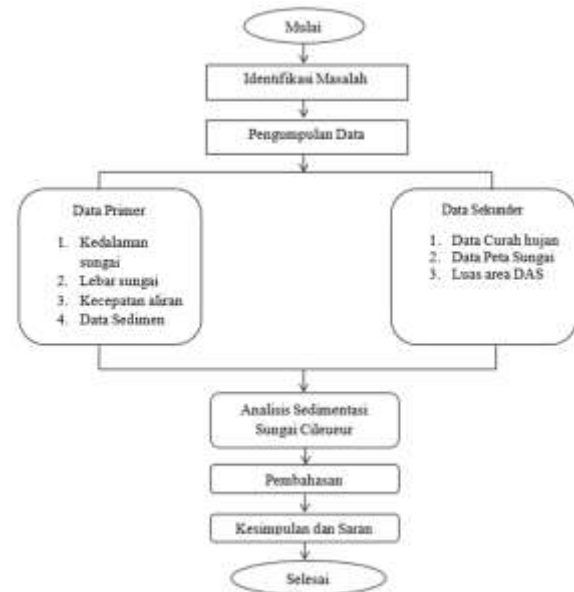 Mulai
Identifikasi Masalah
Pengumpulan Data
Data Primer
1. Kedalaman
sungai
2. Lebar sungai
3. Kecepatan aliran
4. Data Sedimen
Data Sekunder
1. Data Curah hujan
2. Data Peta Sungai
3. Luas area DAS
Analisis Sedimentasi
Sungai Cileueur
Pembahasan
Kesimpulan dan Saran
Selesai